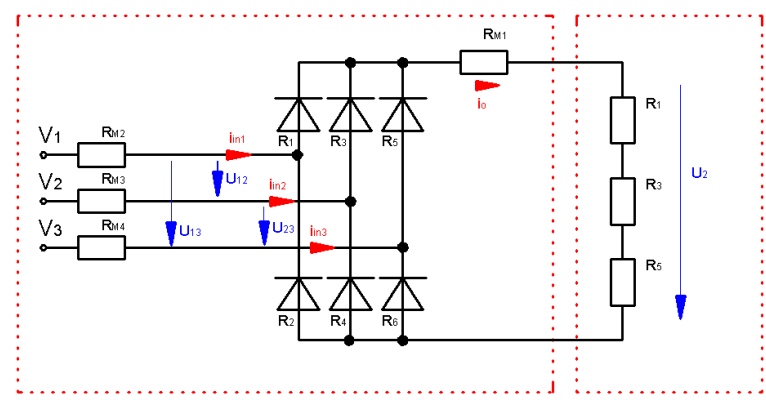 RM1
io
V1
RM2
iin1
R1
R3
R5
R1
U12
U2
V2
RM3
iin2
R3
V3
RM4
U13
U23
iin3
R5
R2
R4
R6